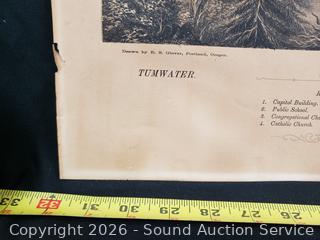 Drawn by E. S. Glover, Portland, Oregon.
TUMWATER.
1. Capitol Building.
2. Public School.
3. Congregational Ch
4. Catholic Church.
33 32 31 30 29 28 27 26
Copyright 2026 - Sound Auction Service